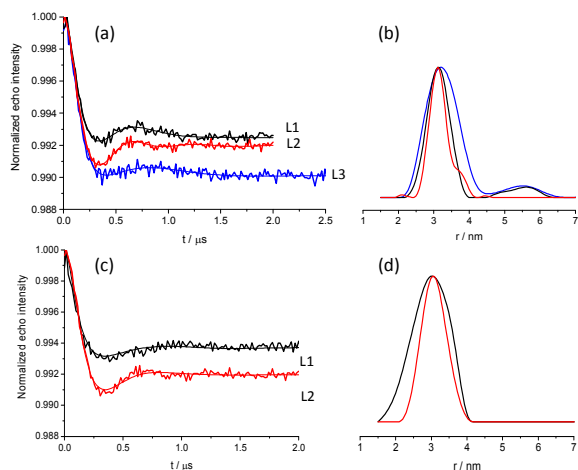 (a)
Normalized echo intensity
1.000
0.998
0.996
0.994
0.992
0.990
0.988
L1
L2
L3
0.0 0.5 1.0 1.5 2.0 2.5
t / μs
(b)
1 2 3 4 5 6 7
r / nm
(c)
Normalized echo intensity
1.000
0.998
0.996
0.994
0.992
0.990
0.988
L1
L2
0.0 0.5 1.0 1.5 2.0
t / μs
(d)
1 2 3 4 5 6 7
r / nm